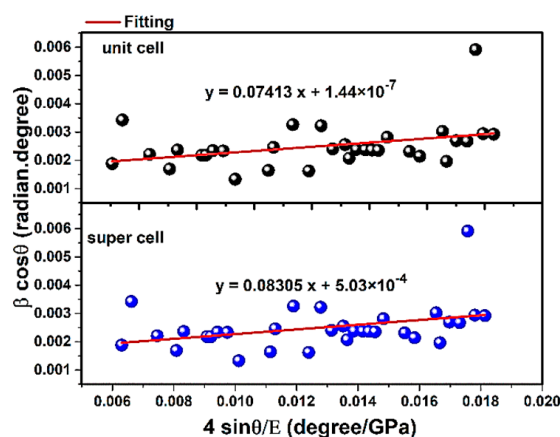 Fitting
unit cell
y = 0.07413 x + 1.44×10⁻⁷
0.006
0.005
0.004
0.003
0.002
0.001
super cell
y = 0.08305 x + 5.03×10⁻⁴
0.006
0.005
0.004
0.003
0.002
0.001
β cosθ (radian.degree)
0.006 0.008 0.010 0.012 0.014 0.016 0.018 0.020
4 sinθ/E (degree/GPa)